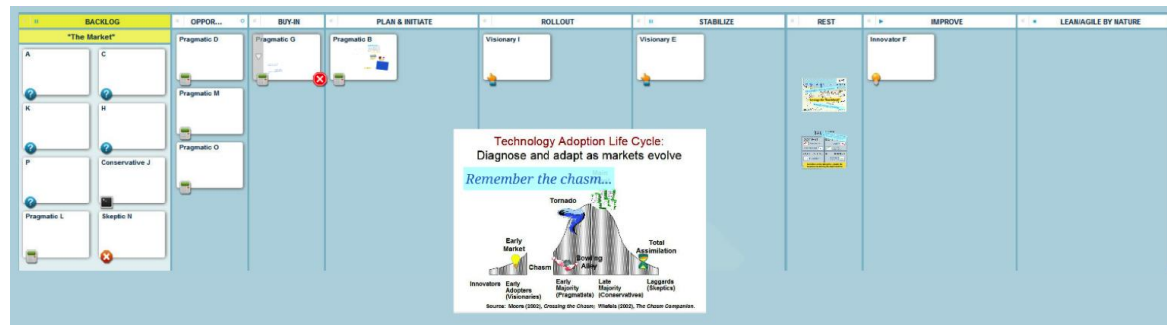 BACKLOG
OPPOR...
BUY-IN
PLAN & INITIATE
ROLLOUT
STABILIZE
REST
IMPROVE
LEAN/AGILE BY NATURE
"The Market"
A
C
K
H
P
Conservative J
Pragmatic L
Skeptic N
Pragmatic D
Pragmatic M
Pragmatic O
Pragmatic G
Pragmatic B
Visionary I
Visionary E
Innovator F
Technology Adoption Life Cycle:
Diagnose and adapt as markets evolve
Remember the chasm...
Tornado
Early
Market
Chasm
Bowling
Alley
Total
Assimilation
Innovators
Early
Adopters
(Visionaries)
Early
Majority
(Pragmatists)
Late
Majority
(Conservatives)
Laggards
(Skeptics)
Source: Moore (2002), Crossing the Chasm; Wiefels (2002), The Chasm Companion.